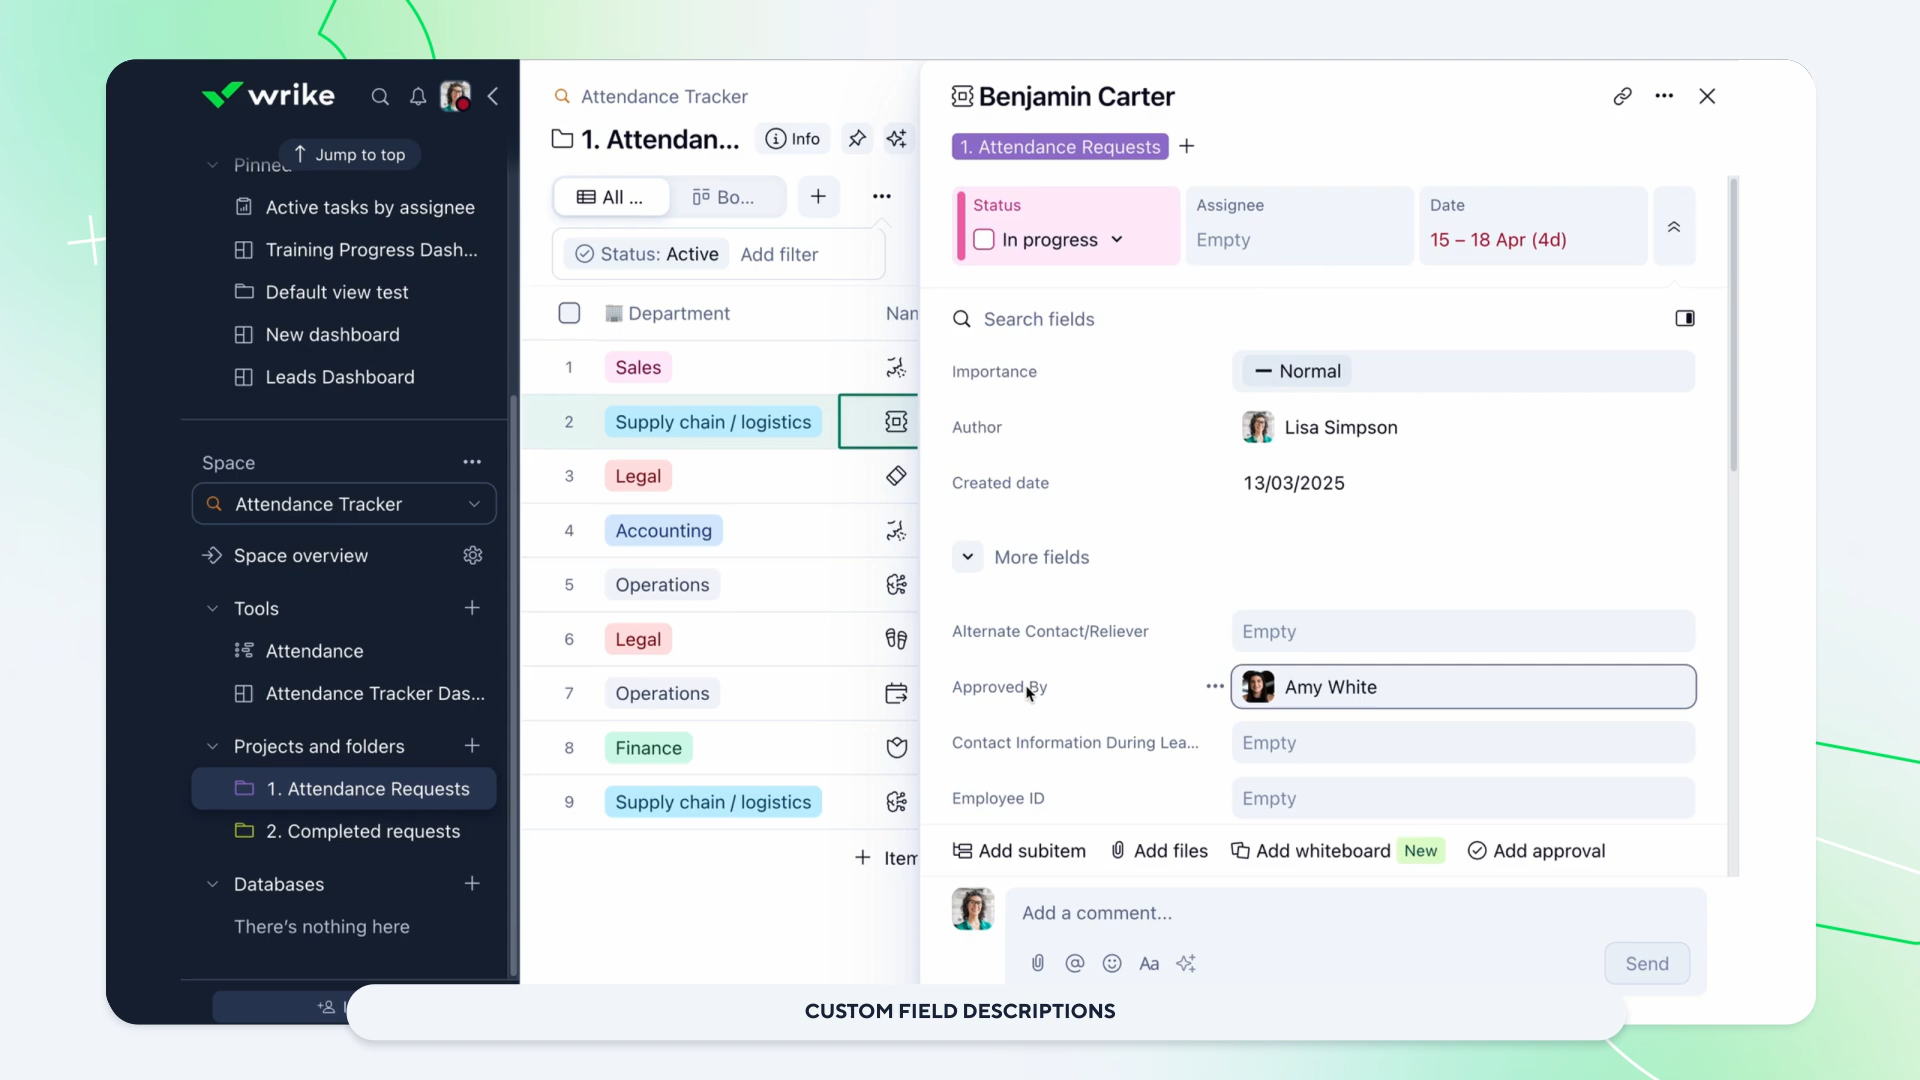 wrike
Pinned
Jump to top
Active tasks by assignee
Training Progress Dash...
Default view test
New dashboard
Leads Dashboard
Space
Attendance Tracker
Space overview
Tools
Attendance
Attendance Tracker Das...
Projects and folders
1. Attendance Requests
2. Completed requests
Databases
There's nothing here
Attendance Tracker
1. Attendan...
Info
All ...
Bo...
Status: Active
Add filter
Department
Nan
1 Sales
2 Supply chain / logistics
3 Legal
4 Accounting
5 Operations
6 Legal
7 Operations
8 Finance
9 Supply chain / logistics
Item
Benjamin Carter
1. Attendance Requests
Status
In progress
Assignee
Empty
Date
15 – 18 Apr (4d)
Search fields
Importance
Normal
Author
Lisa Simpson
Created date
13/03/2025
More fields
Alternate Contact/Reliever
Empty
Approved By
Amy White
Contact Information During Lea...
Empty
Employee ID
Empty
Add subitem
Add files
Add whiteboard New
Add approval
Add a comment...
Aa
Send
CUSTOM FIELD DESCRIPTIONS